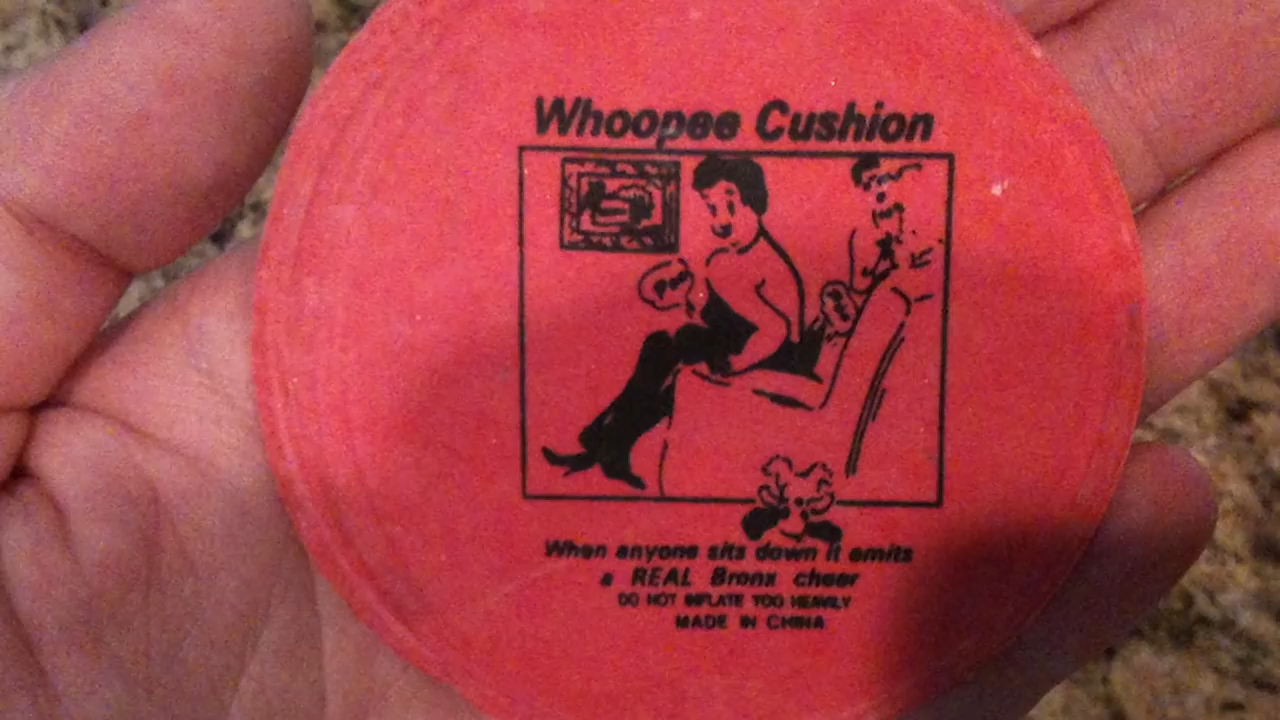 Whoopee Cushion
When anyone sits down it emits
a REAL Bronx cheer
DO NOT INFLATE TOO HEAVILY
MADE IN CHINA